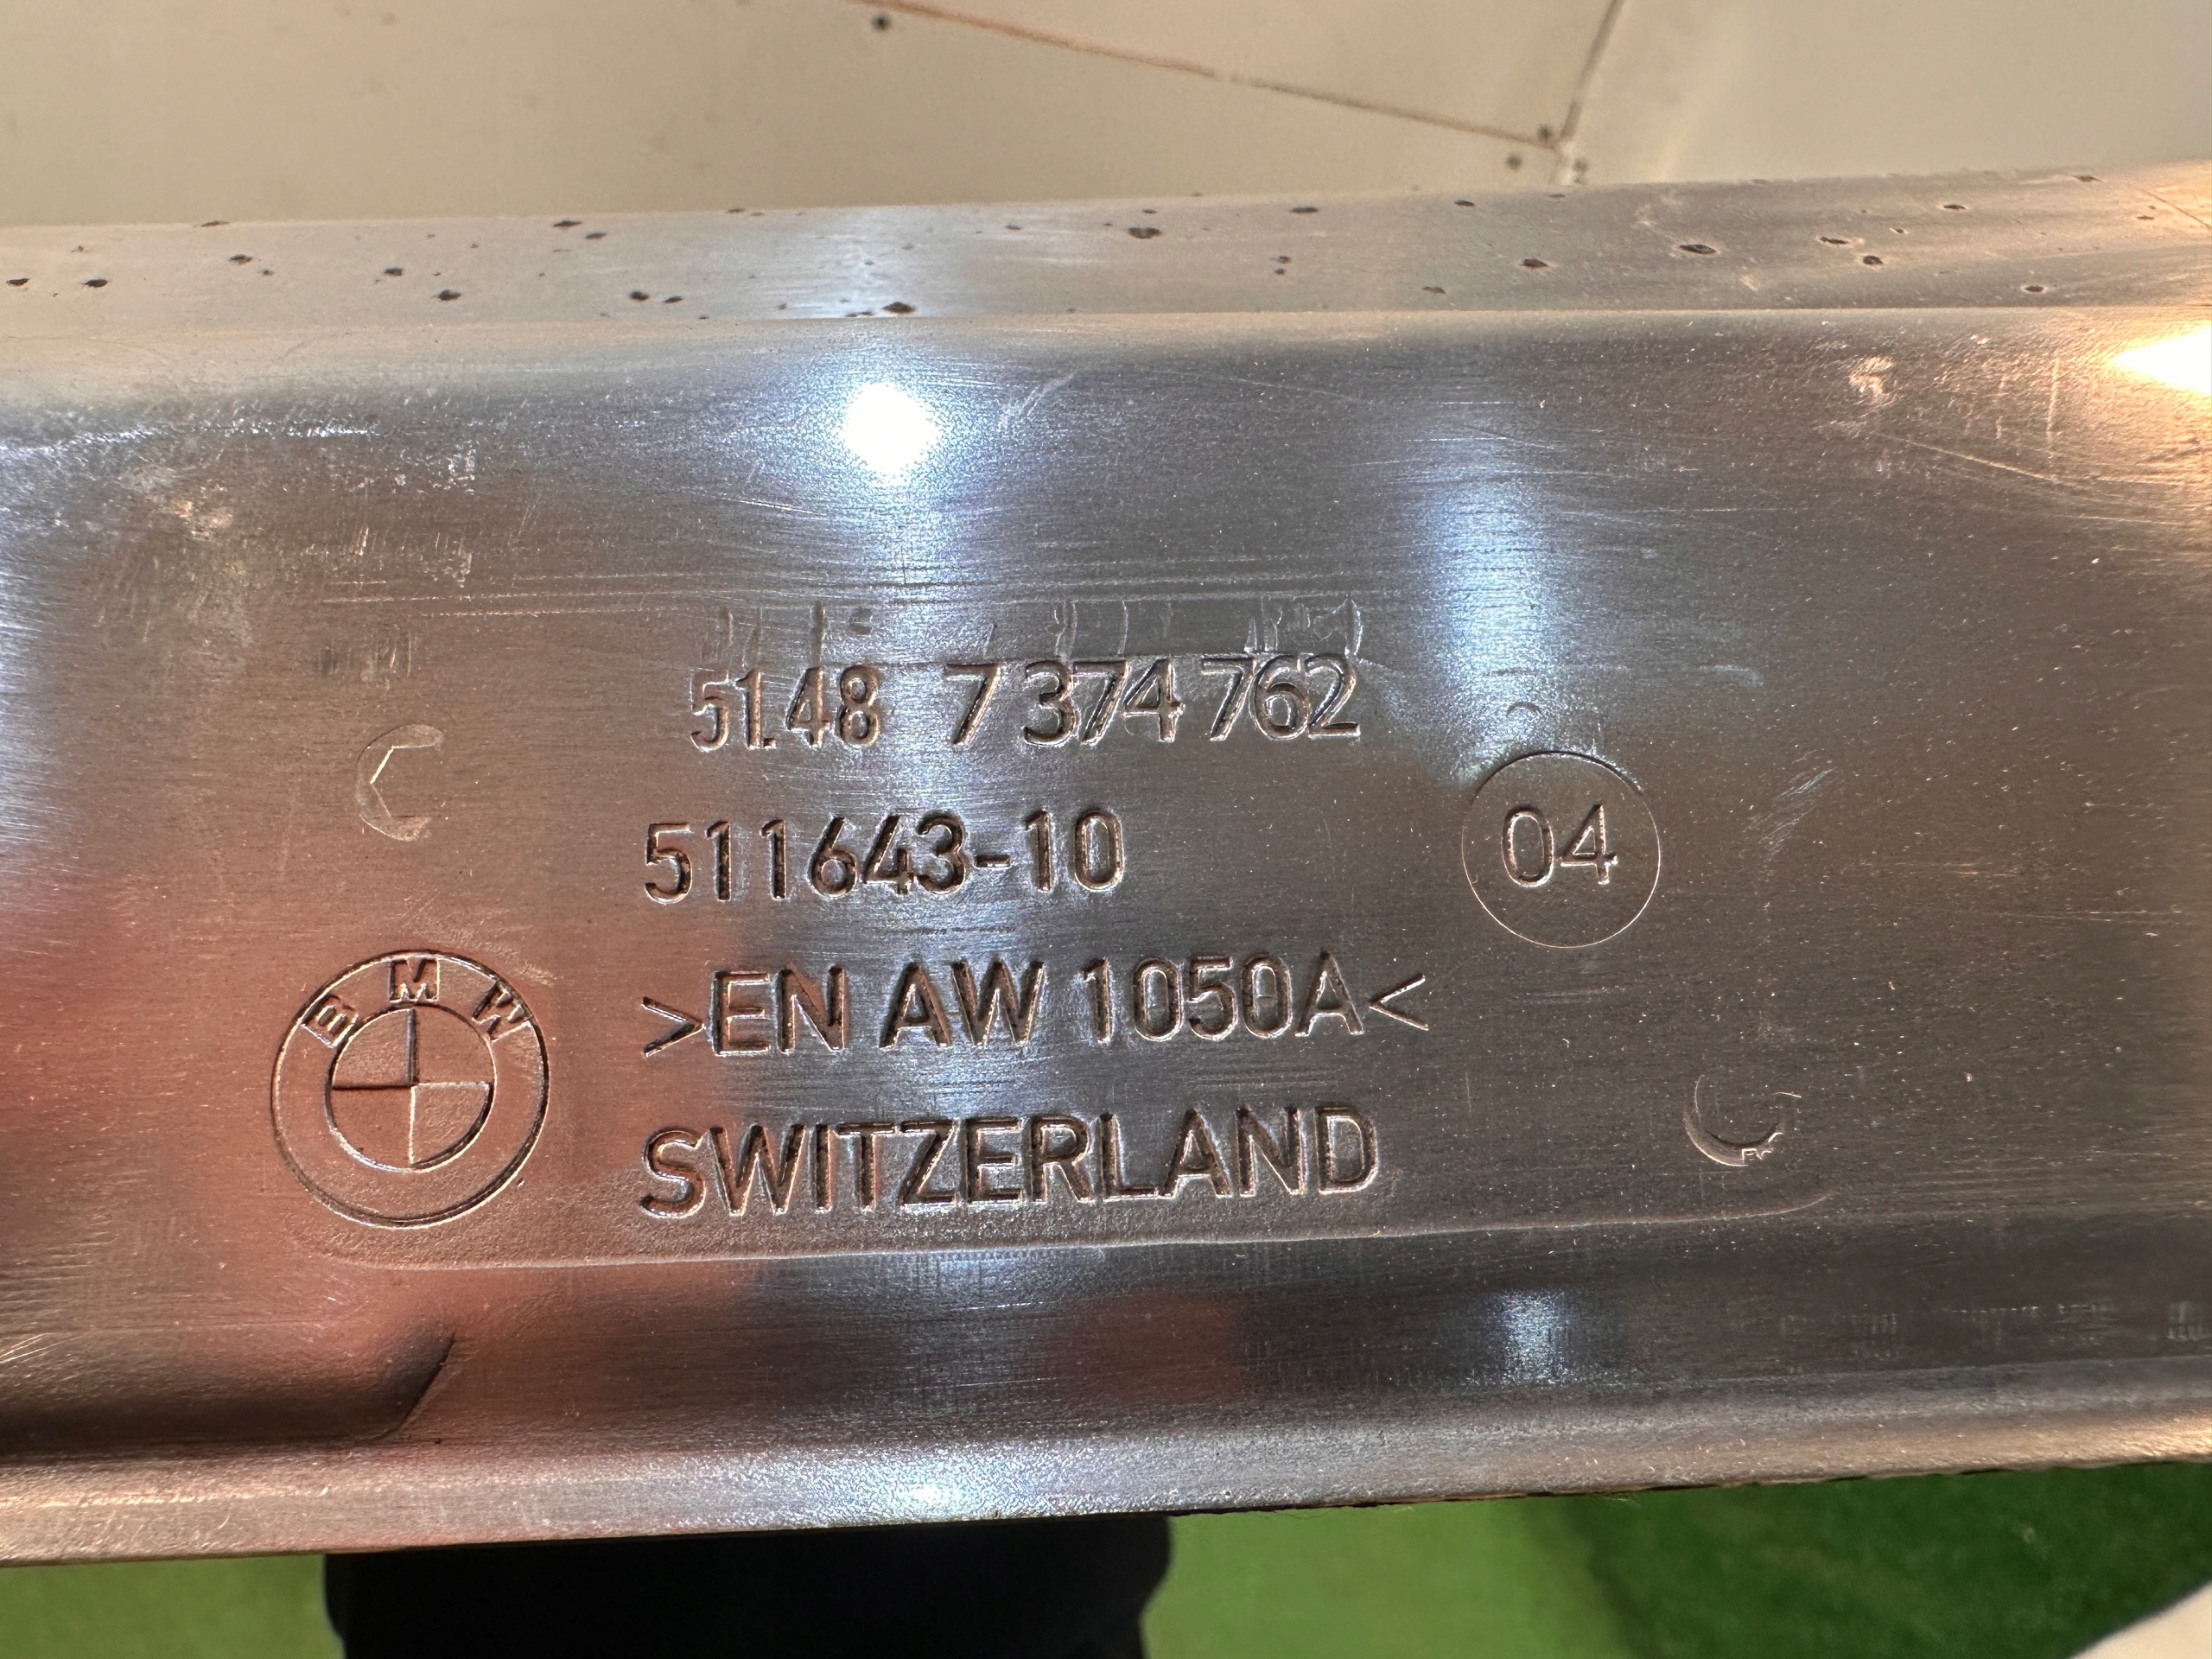 51.48 7 374 762
511643-10
04
>EN AW 1050A<
BMW
SWITZERLAND